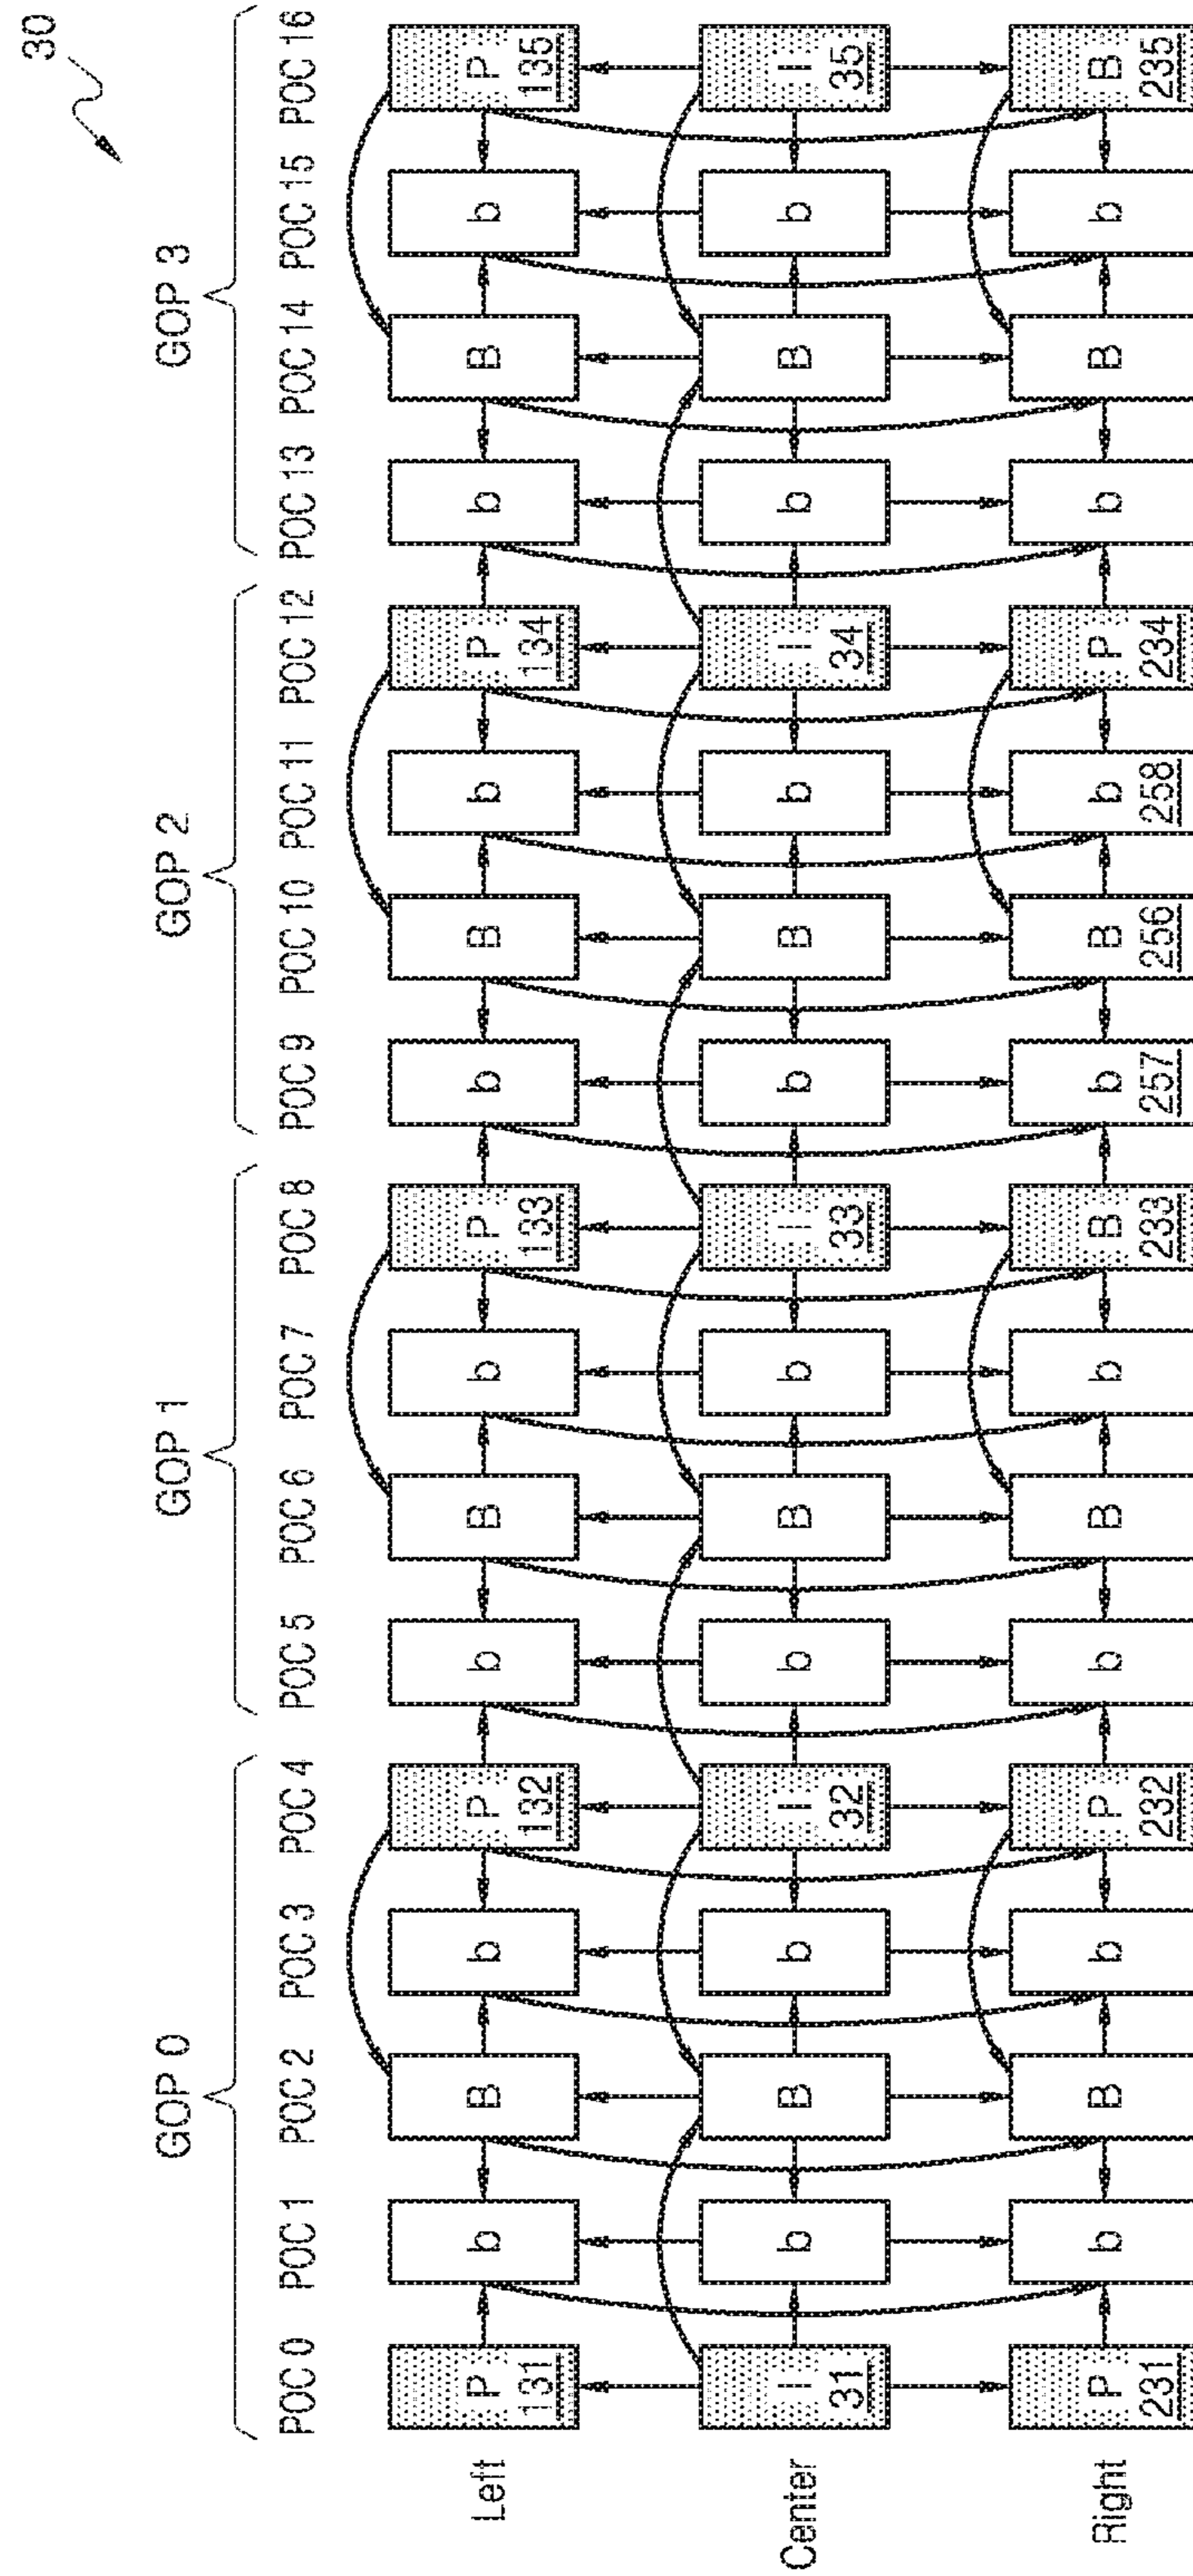 30
GOP 0 GOP 1 GOP 2 GOP 3
POC 0 POC 1 POC 2 POC 3 POC 4 POC 5 POC 6 POC 7 POC 8 POC 9 POC 10 POC 11 POC 12 POC 13 POC 14 POC 15 POC 16
Left P b B b P b B b P b B b P b B b P
131 132 133 134 135
Center I b B b I b B b I b B b I b B b I
31 32 33 34 35
Right P b B b P b B b B b B b P b B b B
231 232 233 257 256 258 234 235